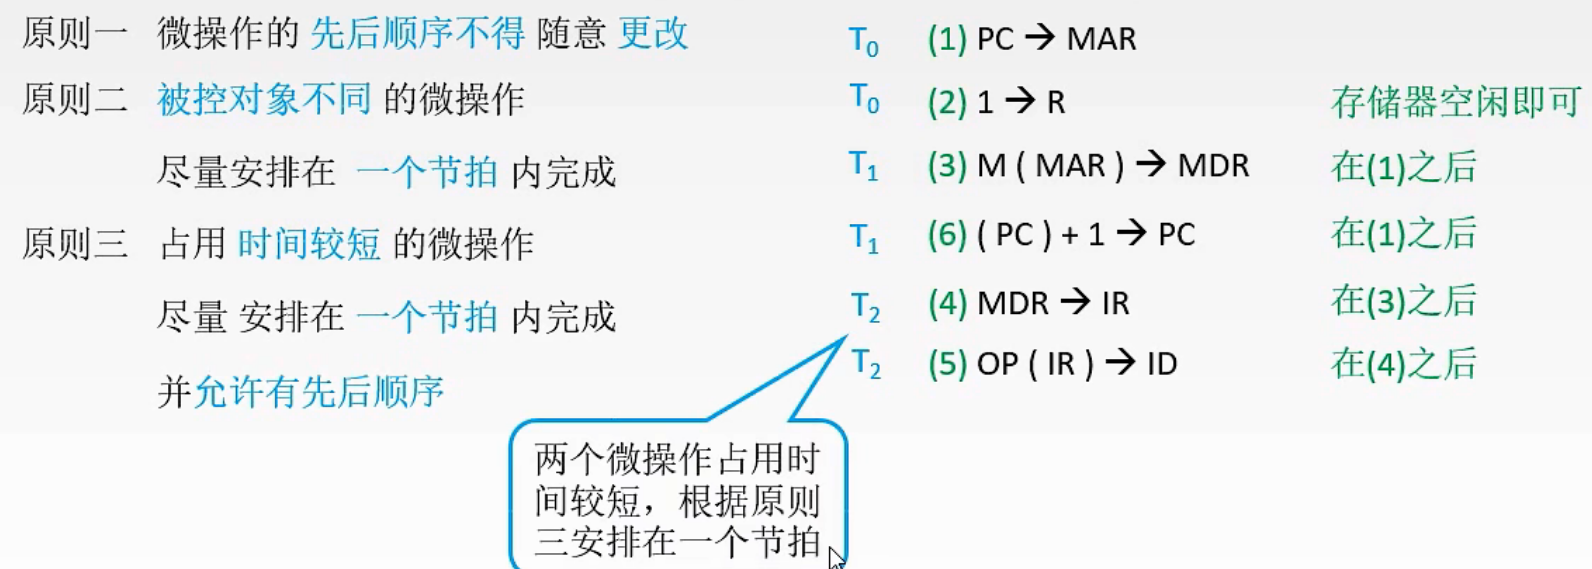 原则一 微操作的 先后顺序不得 随意 更改
原则二 被控对象不同 的微操作
尽量安排在 一个节拍 内完成
原则三 占用 时间较短 的微操作
尽量 安排在 一个节拍 内完成
并允许有先后顺序
T₀ (1) PC → MAR
T₀ (2) 1 → R 存储器空闲即可
T₁ (3) M ( MAR ) → MDR 在(1)之后
T₁ (6) ( PC ) + 1 → PC 在(1)之后
T₂ (4) MDR → IR 在(3)之后
T₂ (5) OP ( IR ) → ID 在(4)之后
两个微操作占用时
间较短，根据原则
三安排在一个节拍